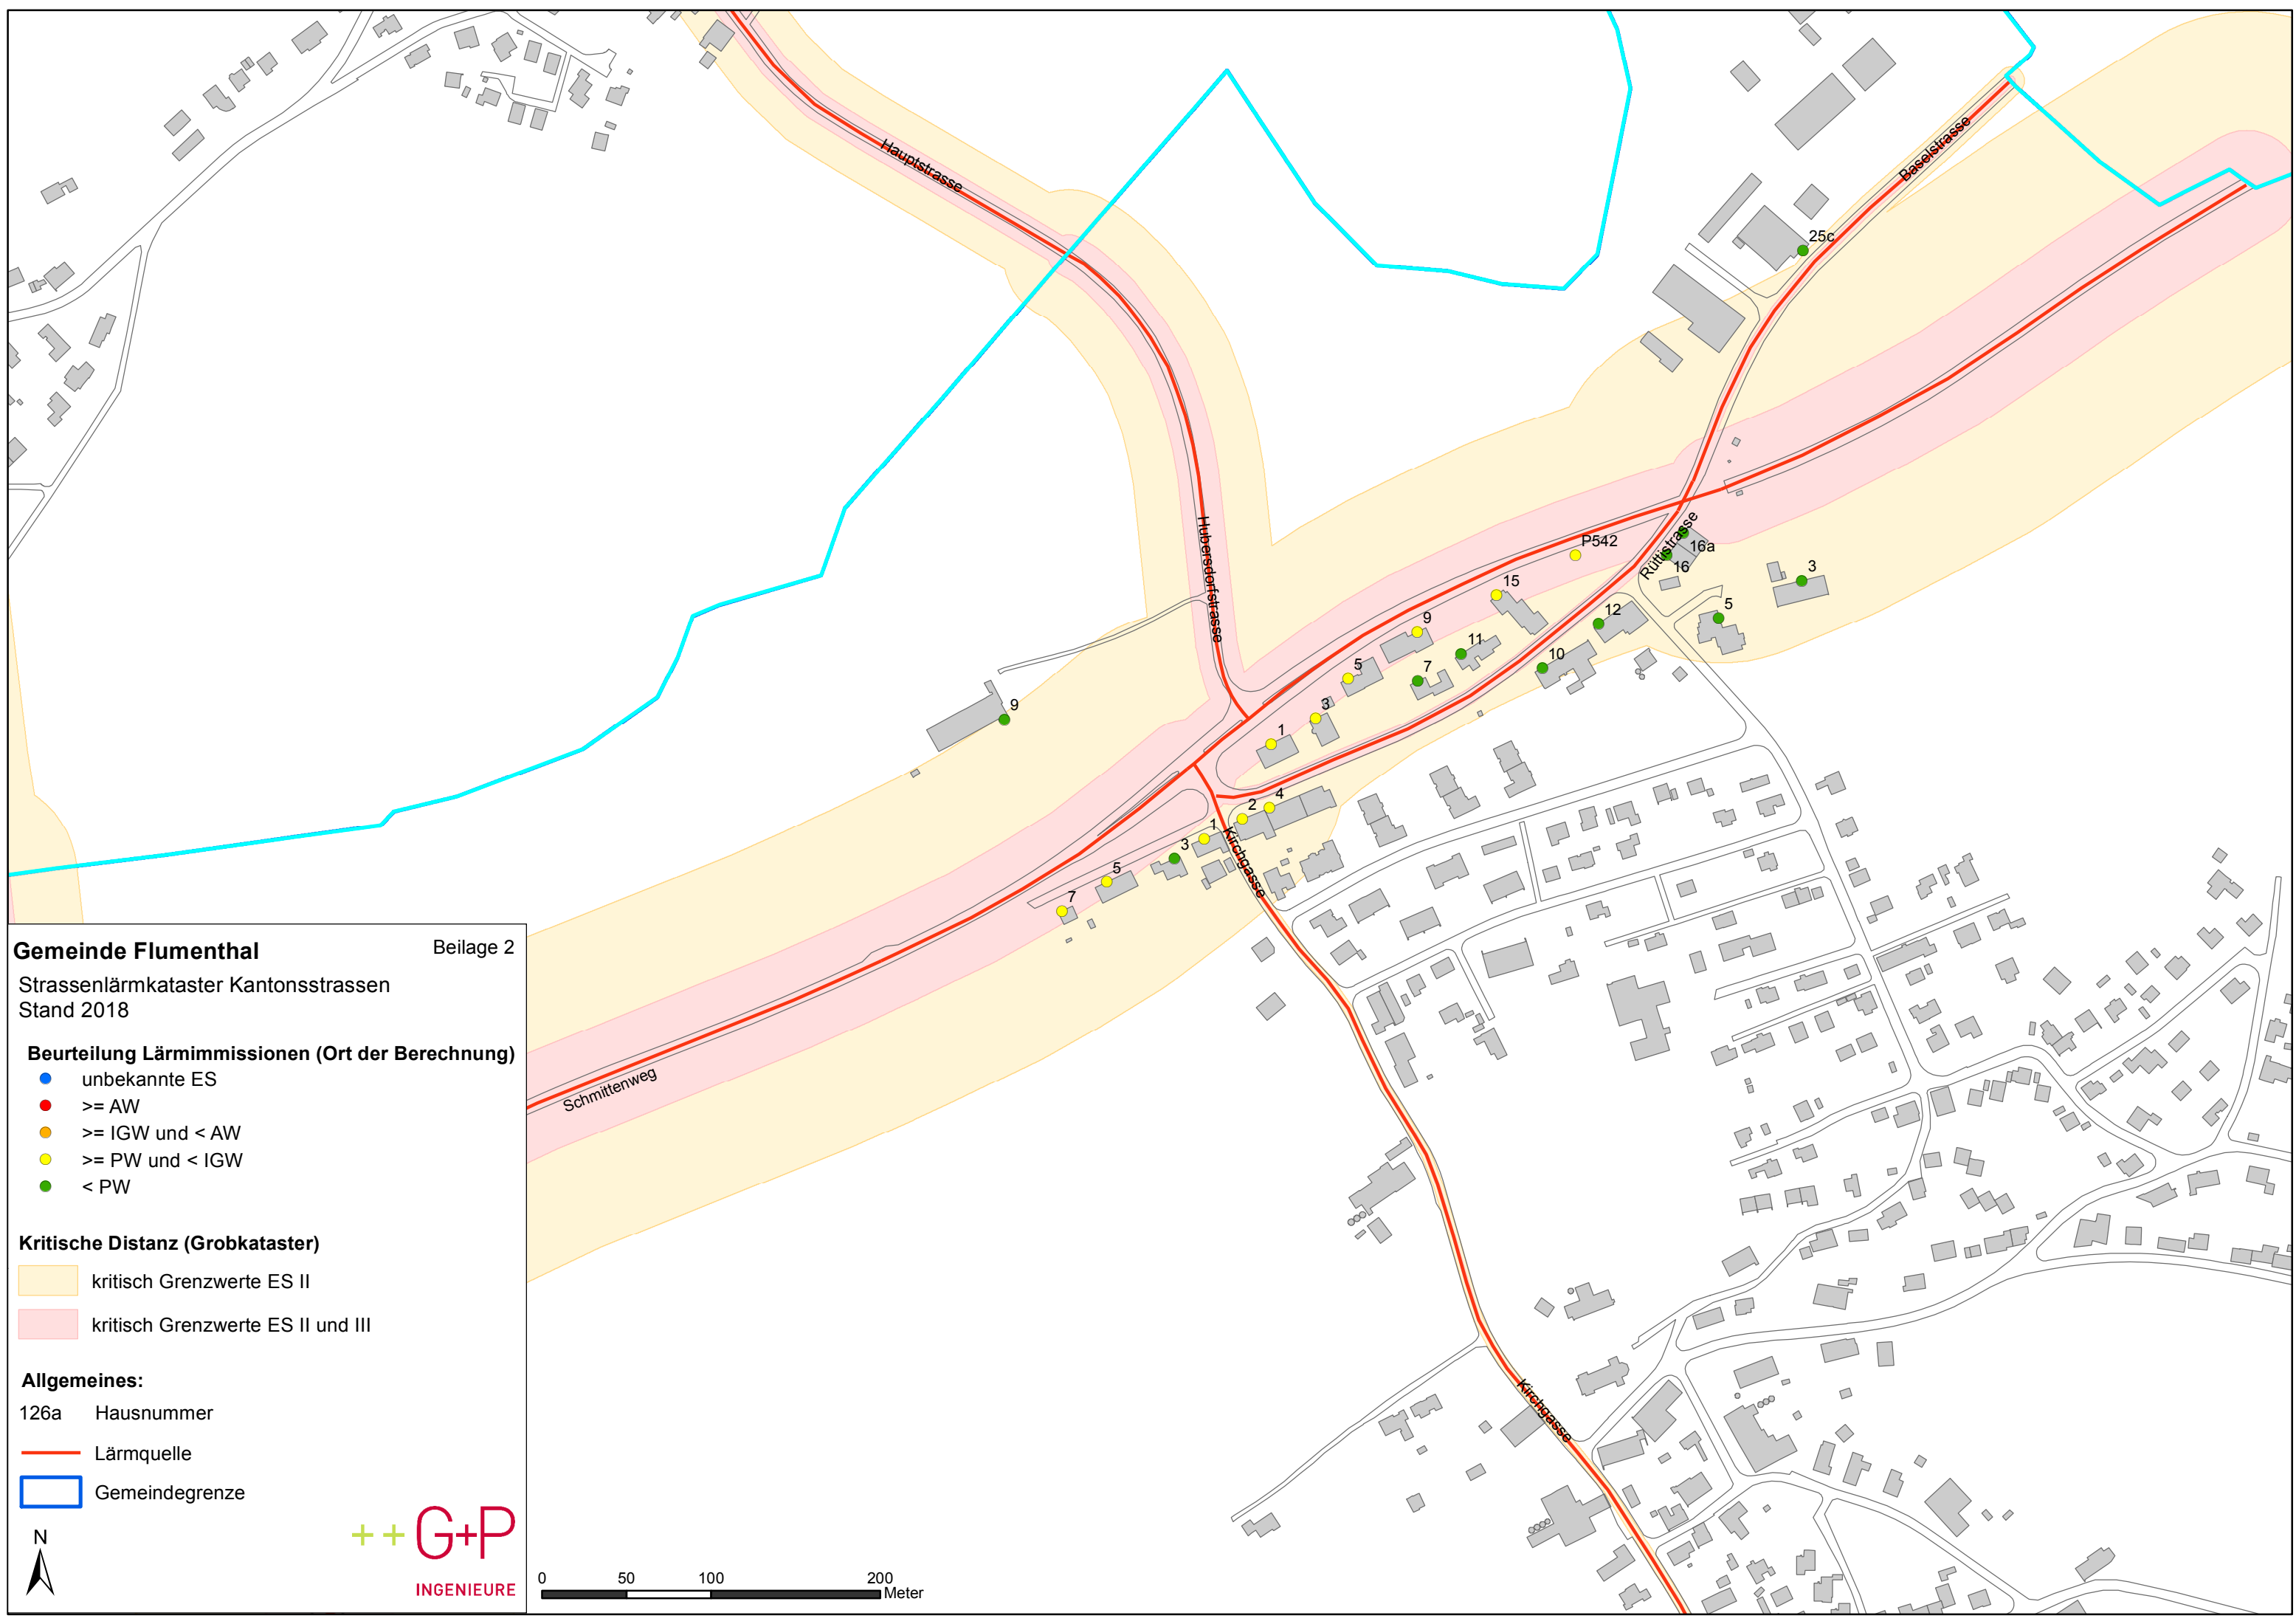 Hauptstrasse
Baselstrasse
25c
Hubersdorfstrasse
P542
Rüttistrasse
16a
16
3
15
12
5
9
11
10
5
7
9
3
1
4
2
1
Kirchgasse
3
5
7
Schmittenweg
Kirchgasse
Gemeinde Flumenthal Beilage 2
Strassenlärmkataster Kantonsstrassen
Stand 2018
Beurteilung Lärmimmissionen (Ort der Berechnung)
unbekannte ES
>= AW
>= IGW und < AW
>= PW und < IGW
< PW
Kritische Distanz (Grobkataster)
kritisch Grenzwerte ES II
kritisch Grenzwerte ES II und III
Allgemeines:
126a Hausnummer
Lärmquelle
Gemeindegrenze
N
++G+P
INGENIEURE
0 50 100 200
Meter